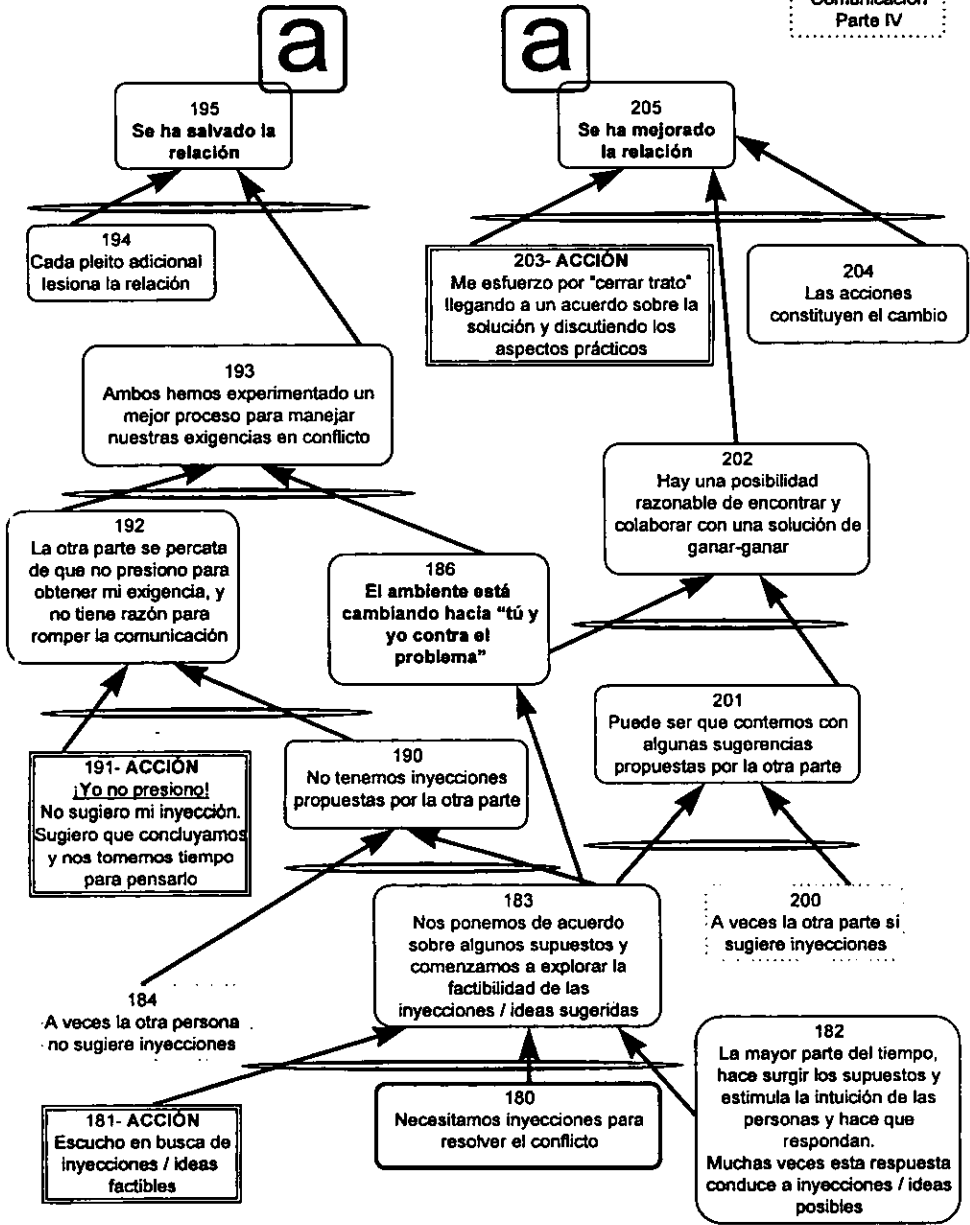 Comunicación
Parte IV
a
a
195
Se ha salvado la
relación
205
Se ha mejorado
la relación
194
Cada pleito adicional
lesiona la relación
203- ACCIÓN
Me esfuerzo por "cerrar trato"
llegando a un acuerdo sobre la
solución y discutiendo los
aspectos prácticos
204
Las acciones
constituyen el cambio
193
Ambos hemos experimentado un
mejor proceso para manejar
nuestras exigencias en conflicto
202
Hay una posibilidad
razonable de encontrar y
colaborar con una solución de
ganar-ganar
192
La otra parte se percata
de que no presiono para
obtener mi exigencia, y
no tiene razón para
romper la comunicación
186
El ambiente está
cambiando hacia "tú y
yo contra el
problema"
201
Puede ser que contemos con
algunas sugerencias
propuestas por la otra parte
191- ACCIÓN
¡Yo no presiono!
No sugiero mi inyección.
Sugiero que concluyamos
y nos tomemos tiempo
para pensarlo
190
No tenemos inyecciones
propuestas por la otra parte
183
Nos ponemos de acuerdo
sobre algunos supuestos y
comenzamos a explorar la
factibilidad de las
inyecciones / ideas sugeridas
200
A veces la otra parte sí
sugiere inyecciones
184
A veces la otra persona
no sugiere inyecciones
182
La mayor parte del tiempo,
hace surgir los supuestos y
estimula la intuición de las
personas y hace que
respondan.
Muchas veces esta respuesta
conduce a inyecciones / ideas
posibles
181- ACCIÓN
Escucho en busca de
inyecciones / ideas
factibles
180
Necesitamos inyecciones para
resolver el conflicto